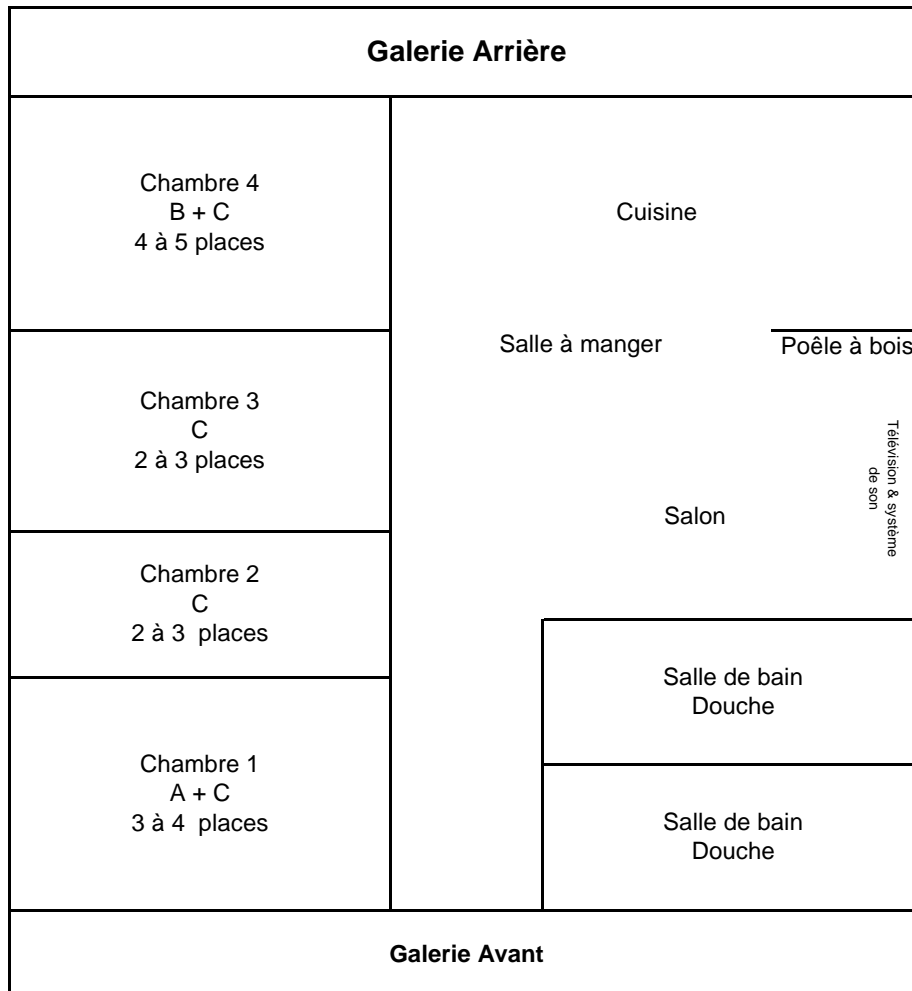 Galerie Arrière
Chambre 4
B + C
4 à 5 places
Cuisine
Salle à manger
Poêle à bois
Chambre 3
C
2 à 3 places
Télévision & système
de son
Salon
Chambre 2
C
2 à 3  places
Salle de bain
Douche
Chambre 1
A + C
3 à 4  places
Salle de bain
Douche
Galerie Avant